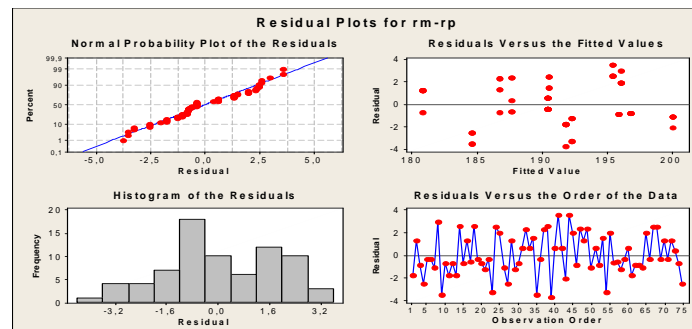 Residual Plots for rm-rp
Normal Probability Plot of the Residuals
Percent
99,9
99
90
50
10
1
0,1
-5,0 -2,5 0,0 2,5 5,0
Residual
Residuals Versus the Fitted Values
Residual
4
2
0
-2
-4
180 185 190 195 200
Fitted Value
Histogram of the Residuals
Frequency
20
15
10
5
0
-3,2 -1,6 0,0 1,6 3,2
Residual
Residuals Versus the Order of the Data
Residual
4
2
0
-2
-4
1 5 10 15 20 25 30 35 40 45 50 55 60 65 70 75
Observation Order